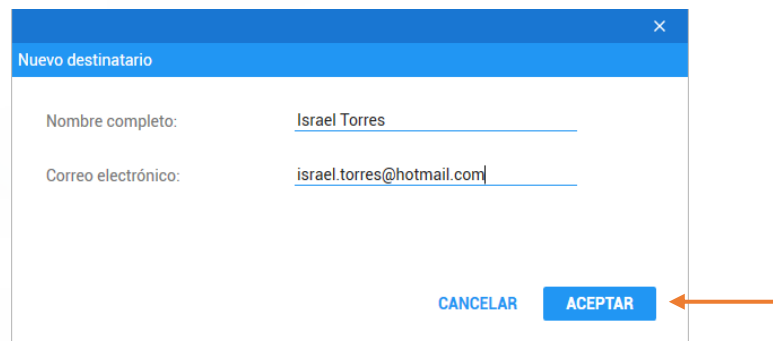 Nuevo destinatario
Nombre completo: Israel Torres
Correo electrónico: israel.torres@hotmail.com
CANCELAR ACEPTAR